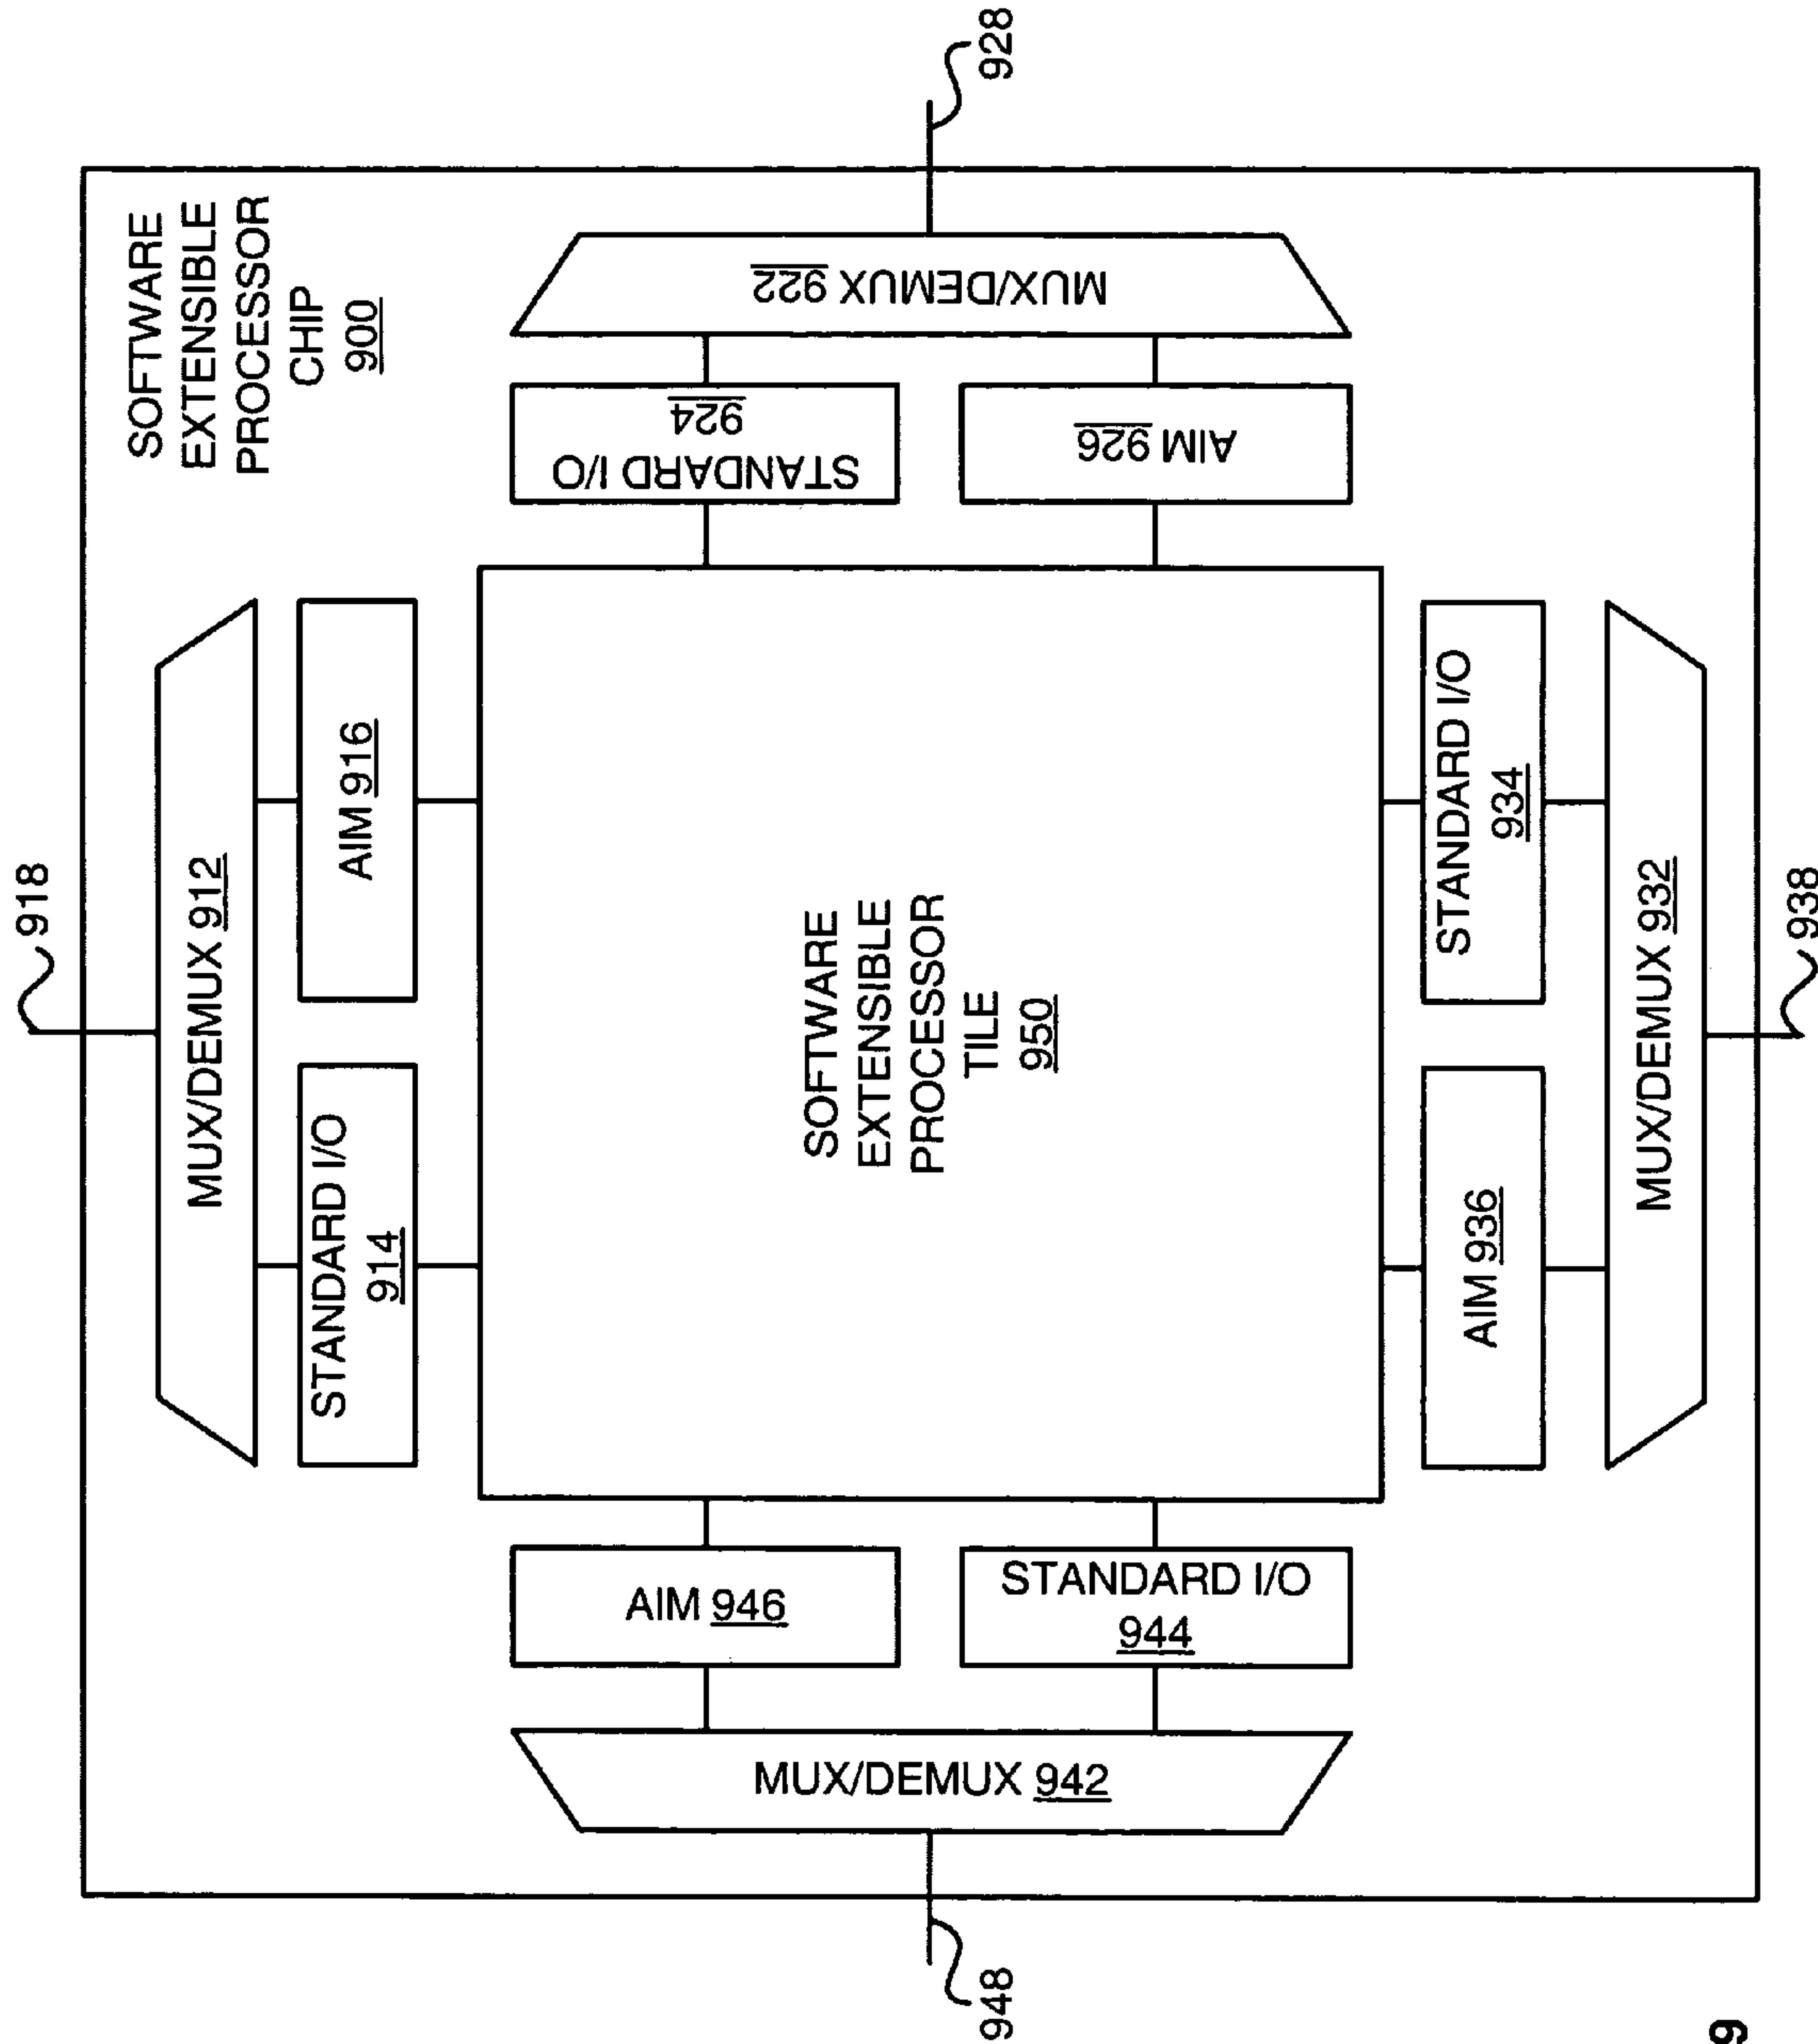 918
SOFTWARE
EXTENSIBLE
PROCESSOR
CHIP
900
MUX/DEMUX 912
STANDARD I/O
914
AIM 916
948
MUX/DEMUX 942
AIM 946
STANDARD I/O
944
SOFTWARE
EXTENSIBLE
PROCESSOR
TILE
950
STANDARD I/O
924
AIM 926
MUX/DEMUX 922
928
AIM 936
STANDARD I/O
934
MUX/DEMUX 932
938
9